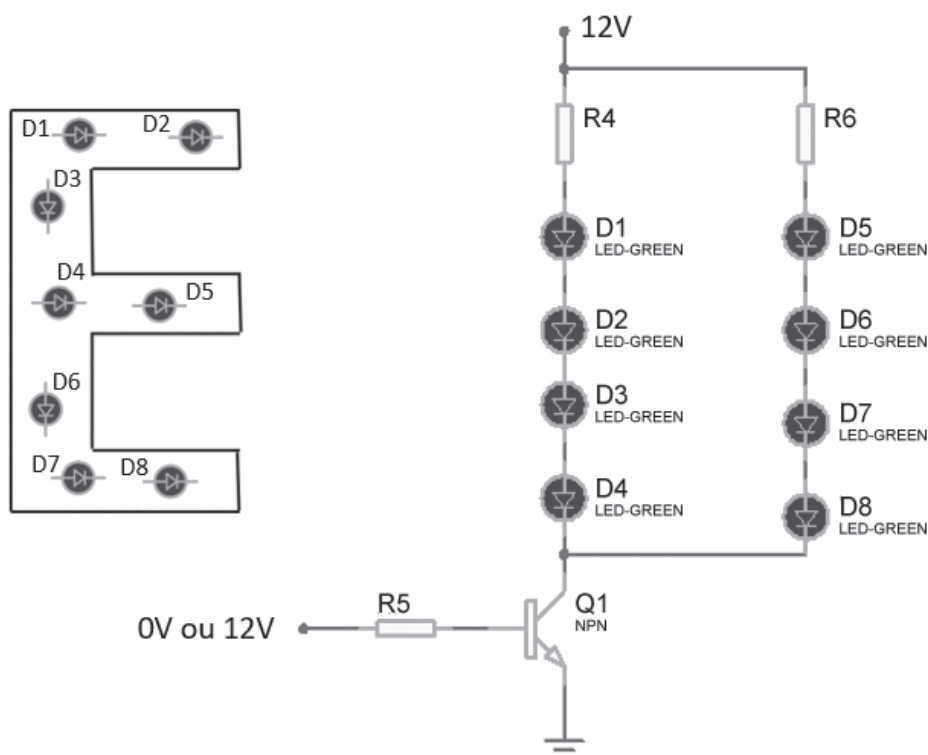 12V
R4
R6
D1
D2
D3
D4
D5
D6
D7
D8
D1
LED-GREEN
D5
LED-GREEN
D2
LED-GREEN
D6
LED-GREEN
D3
LED-GREEN
D7
LED-GREEN
D4
LED-GREEN
D8
LED-GREEN
0V ou 12V
R5
Q1
NPN